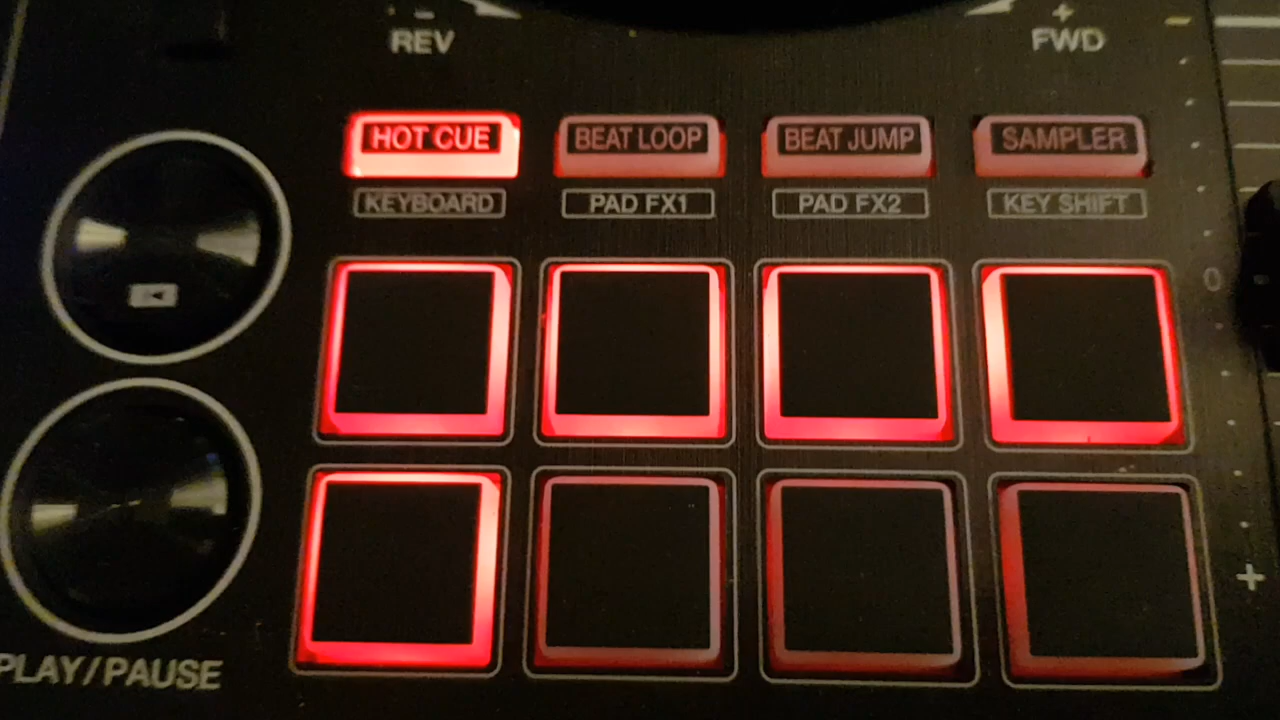 - +
REV FWD
HOT CUE BEAT LOOP BEAT JUMP SAMPLER
KEYBOARD PAD FX1 PAD FX2 KEY SHIFT
0
+
PLAY/PAUSE